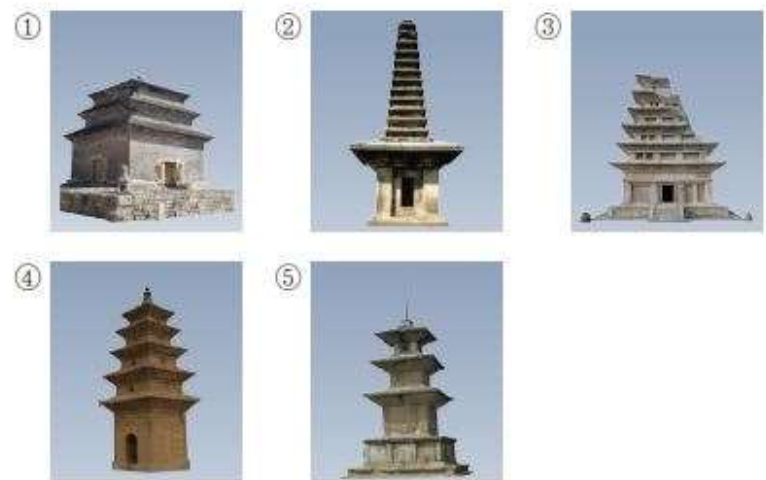 ① ② ③
④ ⑤